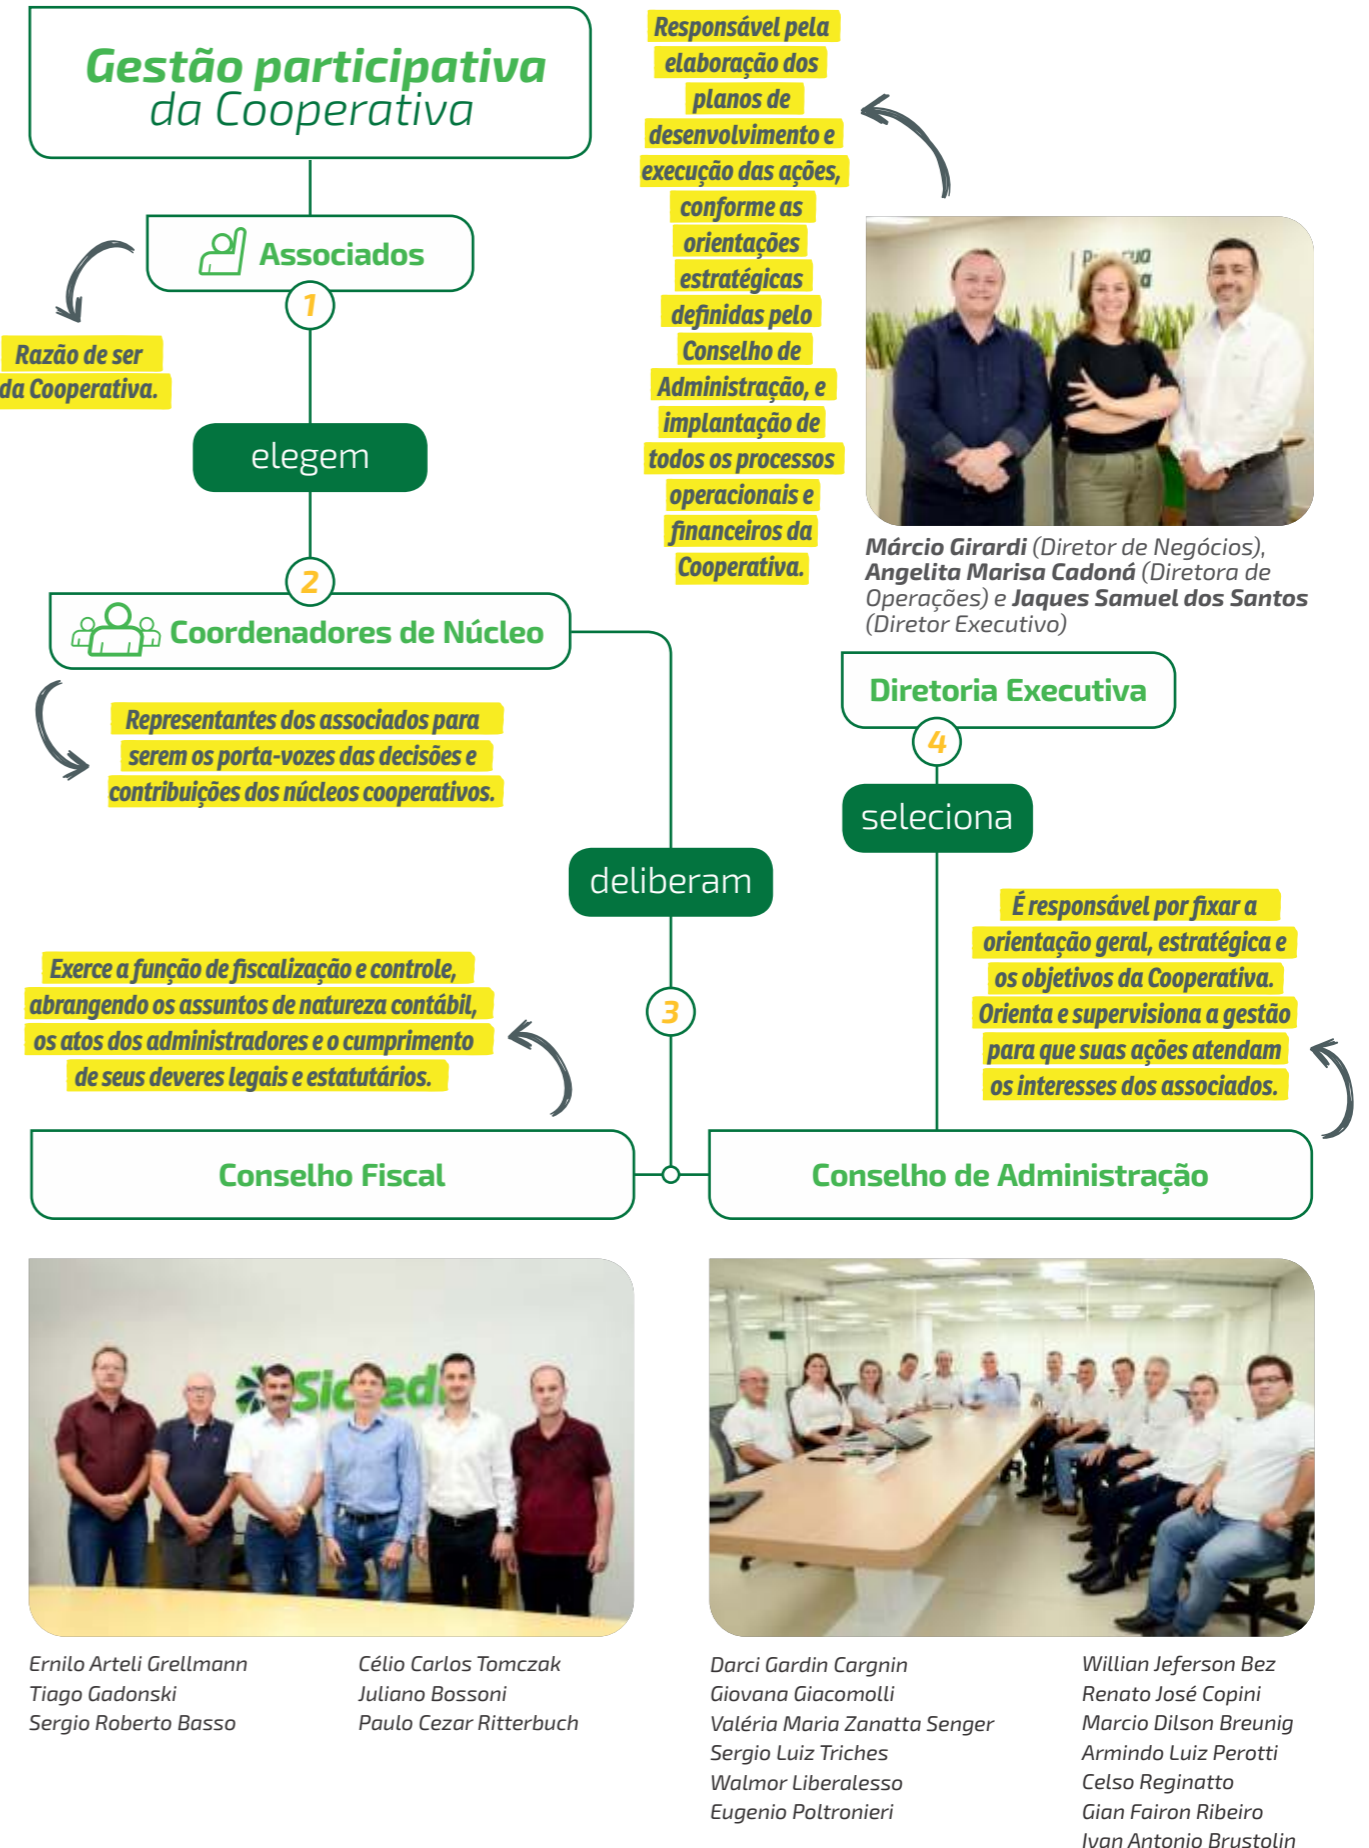 Gestão participativa
da Cooperativa
Associados
1
Razão de ser
da Cooperativa.
elegem
2
Coordenadores de Núcleo
Representantes dos associados para
serem os porta-vozes das decisões e
contribuições dos núcleos cooperativos.
deliberam
3
Responsável pela
elaboração dos
planos de
desenvolvimento e
execução das ações,
conforme as
orientações
estratégicas
definidas pelo
Conselho de
Administração, e
implantação de
todos os processos
operacionais e
financeiros da
Cooperativa.
Márcio Girardi (Diretor de Negócios),
Angelita Marisa Cadoná (Diretora de
Operações) e Jaques Samuel dos Santos
(Diretor Executivo)
Diretoria Executiva
4
seleciona
É responsável por fixar a
orientação geral, estratégica e
os objetivos da Cooperativa.
Orienta e supervisiona a gestão
para que suas ações atendam
os interesses dos associados.
Exerce a função de fiscalização e controle,
abrangendo os assuntos de natureza contábil,
os atos dos administradores e o cumprimento
de seus deveres legais e estatutários.
Conselho Fiscal
Conselho de Administração
Ernilo Arteli Grellmann
Tiago Gadonski
Sergio Roberto Basso
Célio Carlos Tomczak
Juliano Bossoni
Paulo Cezar Ritterbuch
Darci Gardin Cargnin
Giovana Giacomolli
Valéria Maria Zanatta Senger
Sergio Luiz Triches
Walmor Liberalesso
Eugenio Poltronieri
Willian Jeferson Bez
Renato José Copini
Marcio Dilson Breunig
Armindo Luiz Perotti
Celso Reginatto
Gian Fairon Ribeiro
Ivan Antonio Brustolin